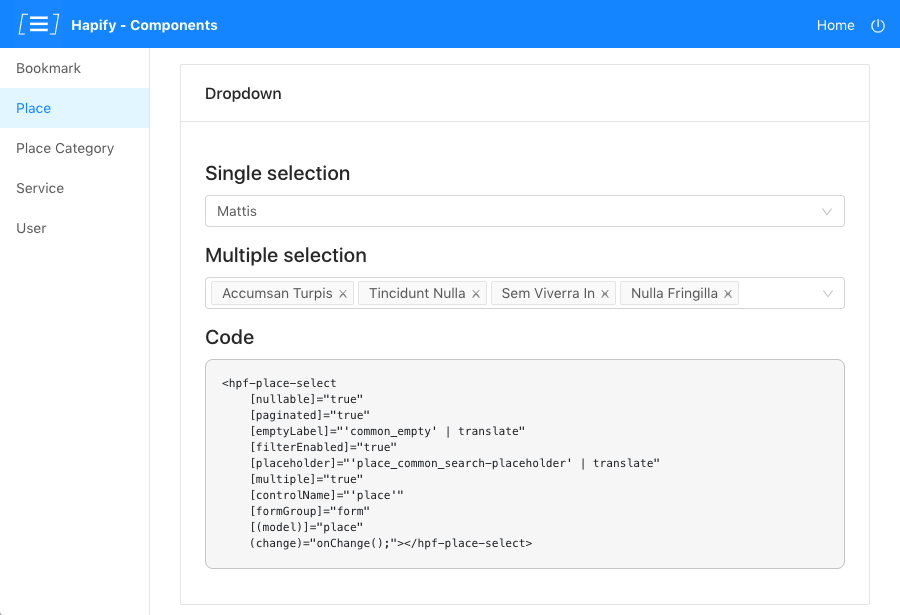 Hapify - Components
Home
Bookmark
Place
Place Category
Service
User
Dropdown
Single selection
Mattis
Multiple selection
Accumsan Turpis × Tincidunt Nulla × Sem Viverra In × Nulla Fringilla ×
Code
<hpf-place-select
    [nullable]="true"
    [paginated]="true"
    [emptyLabel]="'common_empty' | translate"
    [filterEnabled]="true"
    [placeholder]="'place_common_search-placeholder' | translate"
    [multiple]="true"
    [controlName]="'place'"
    [formGroup]="form"
    [(model)]="place"
    (change)="onChange();"></hpf-place-select>